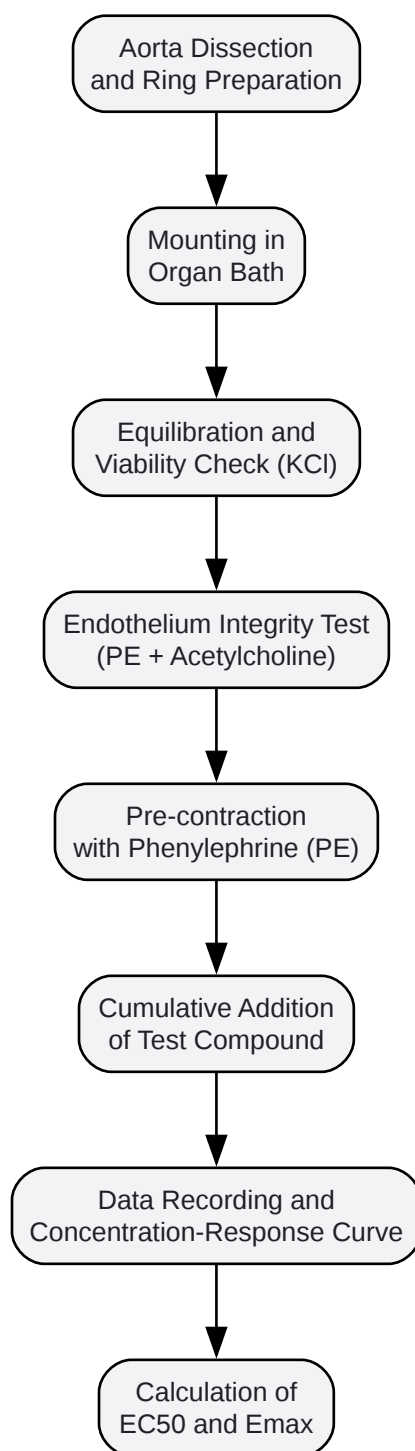 Aorta Dissection
and Ring Preparation
Mounting in
Organ Bath
Equilibration and
Viability Check (KCl)
Endothelium Integrity Test
(PE + Acetylcholine)
Pre-contraction
with Phenylephrine (PE)
Cumulative Addition
of Test Compound
Data Recording and
Concentration-Response Curve
Calculation of
EC50 and Emax